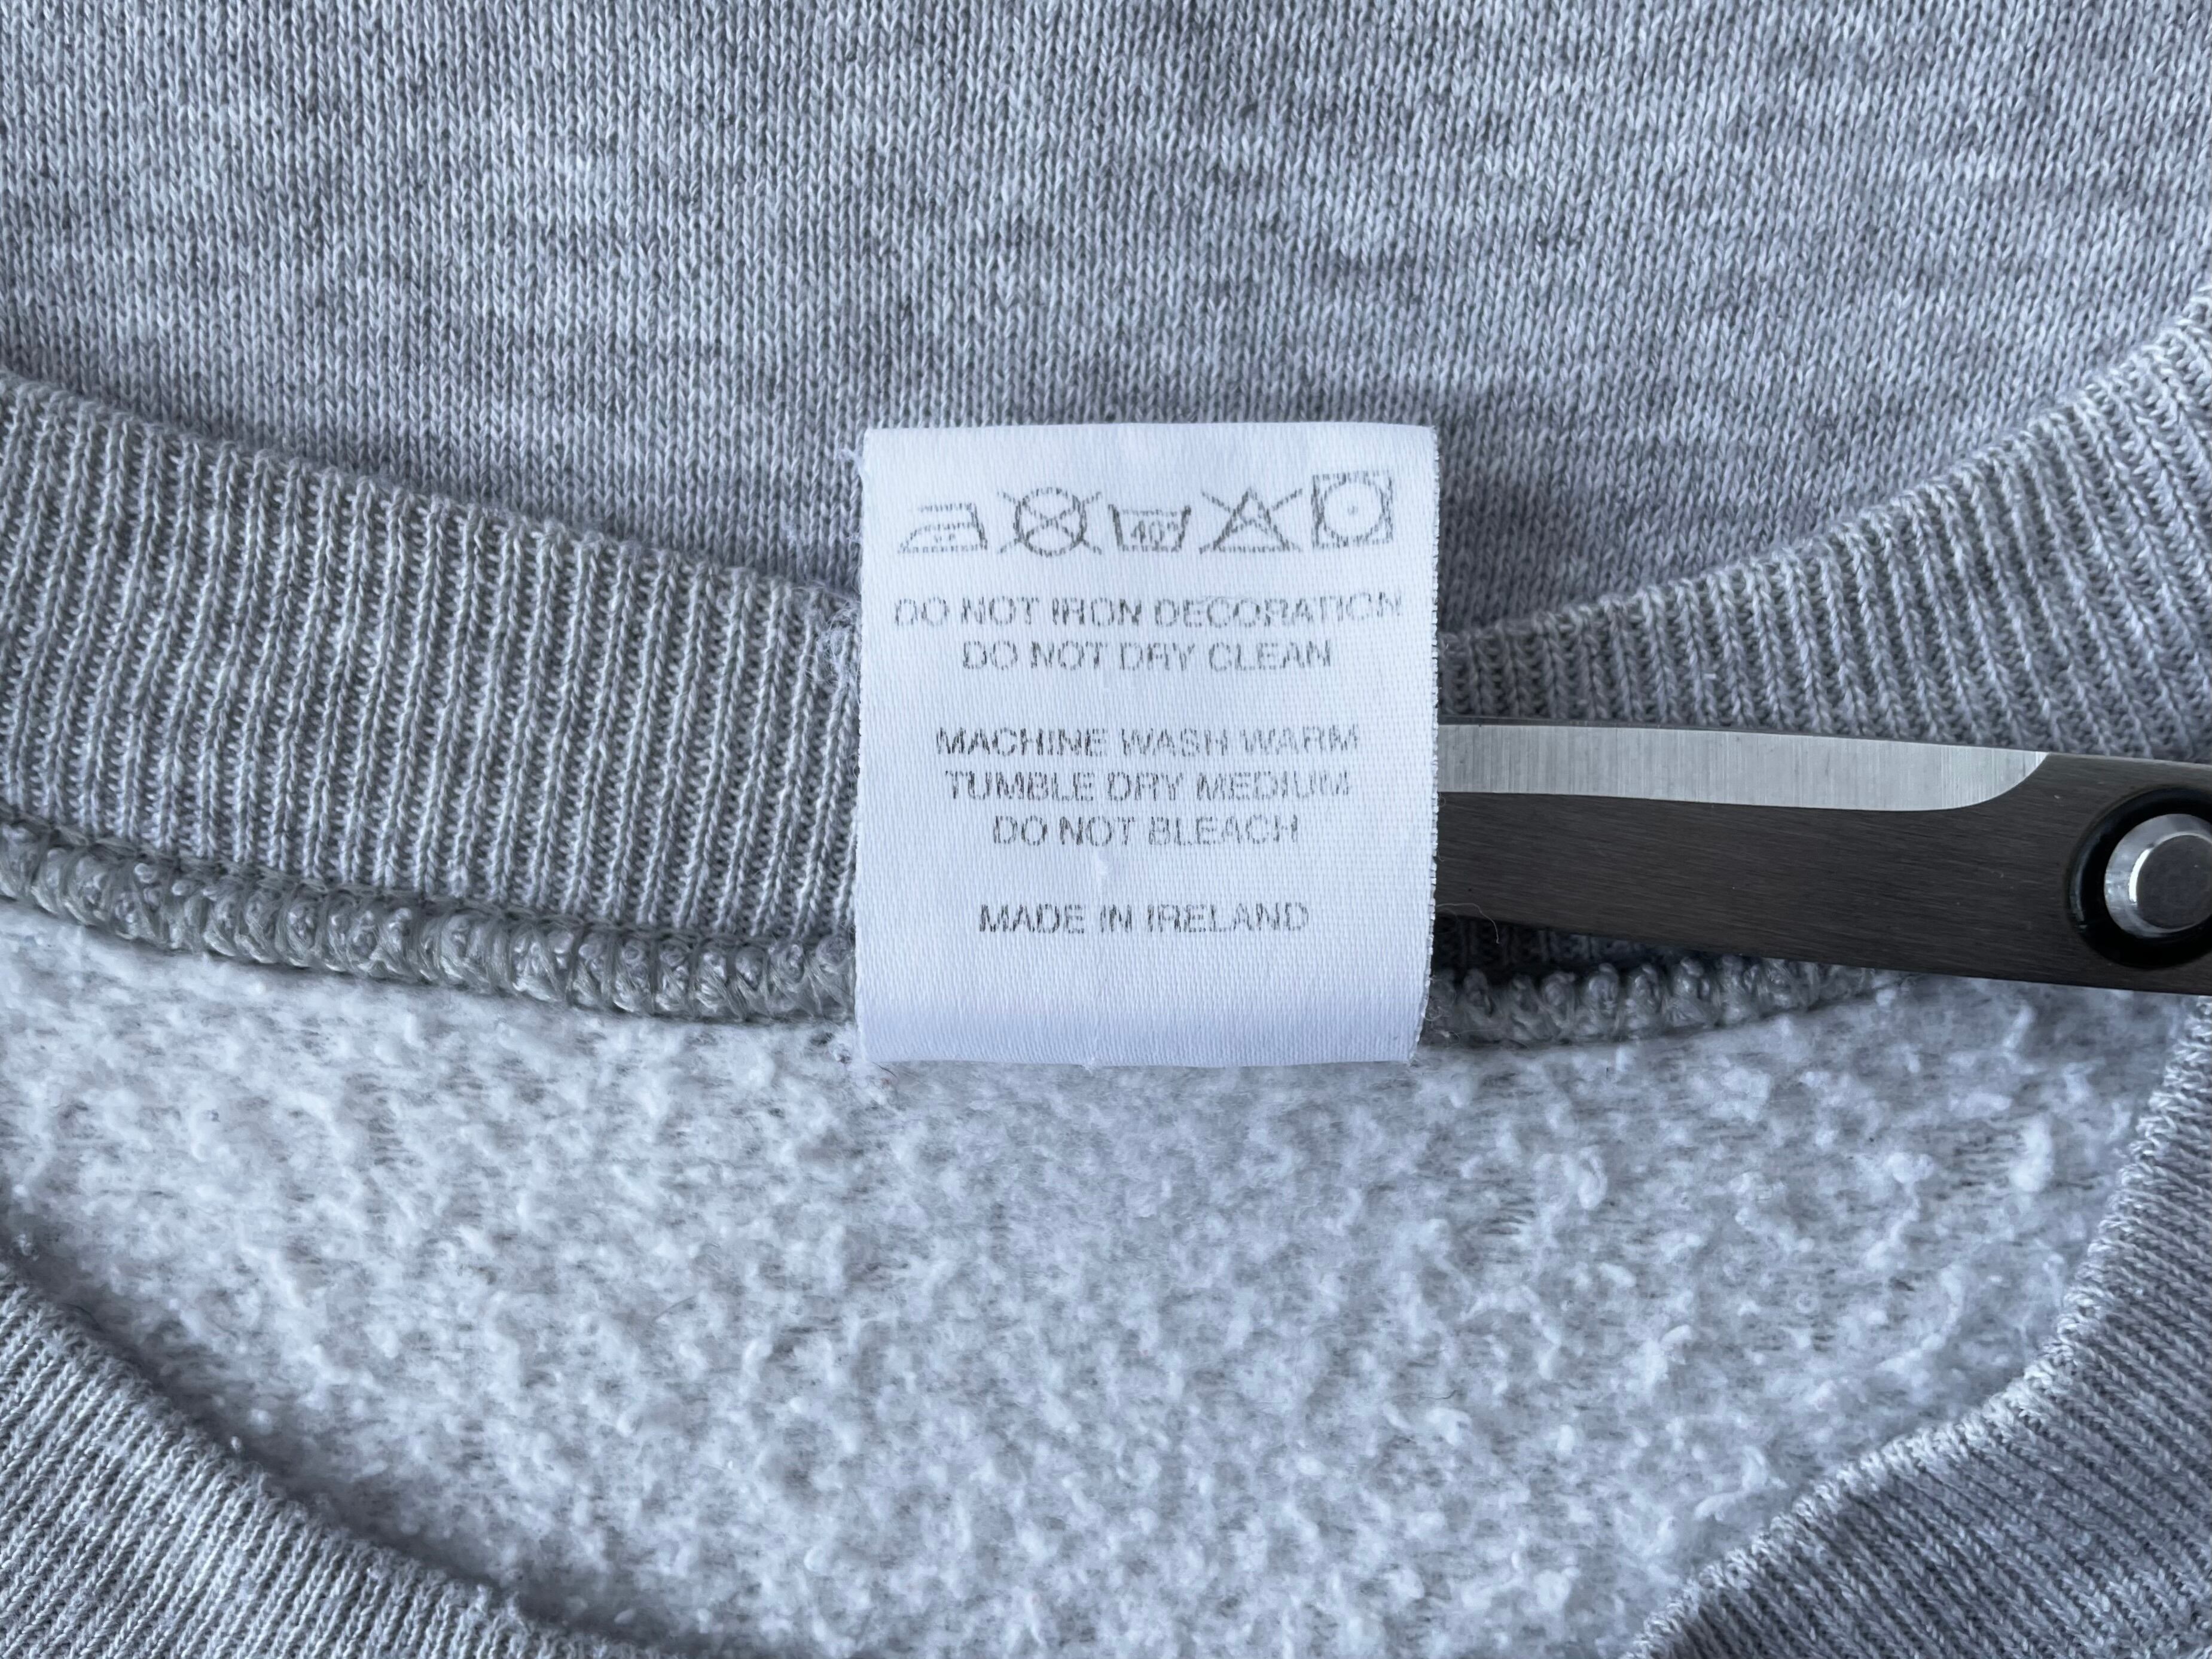 40°
DO NOT IRON DECORATION
DO NOT DRY CLEAN
MACHINE WASH WARM
TUMBLE DRY MEDIUM
DO NOT BLEACH
MADE IN IRELAND